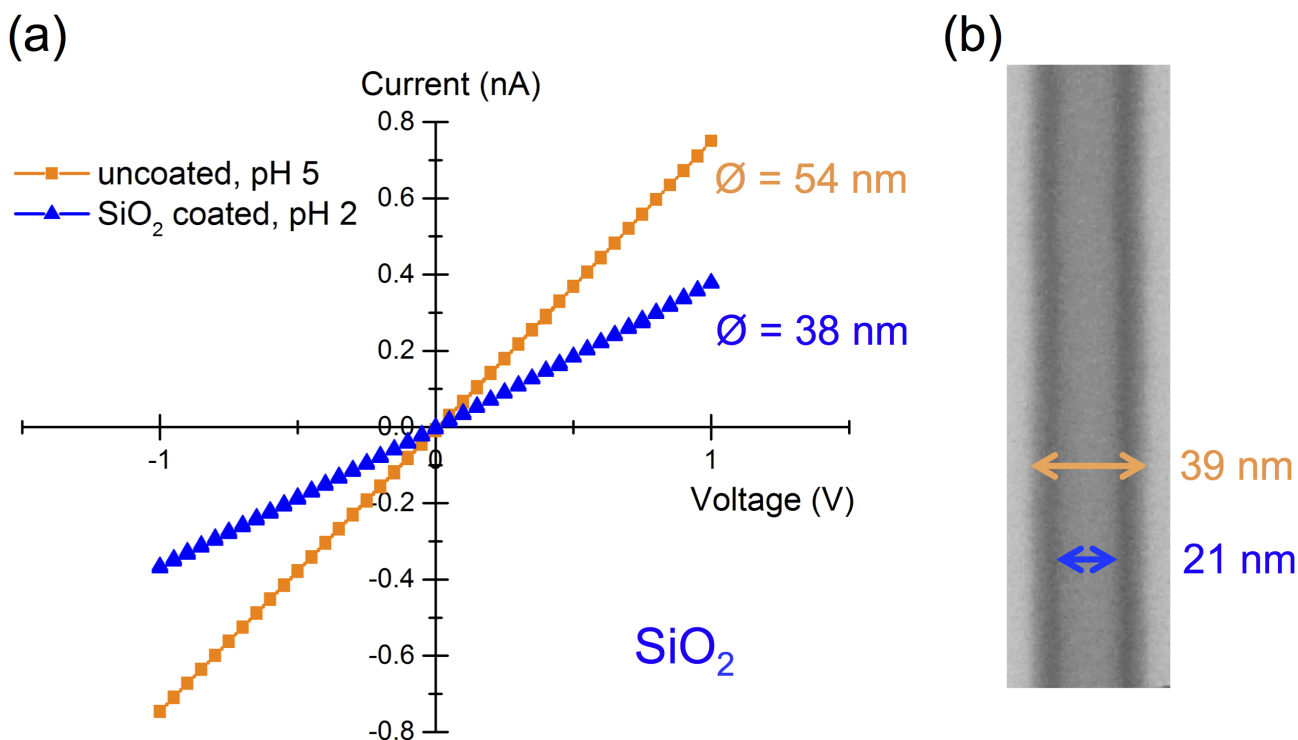 (a)
Current (nA)
uncoated, pH 5
SiO₂ coated, pH 2
0.8
0.6
0.4
0.2
0.0
-0.2
-0.4
-0.6
-0.8
-1
0
1
Voltage (V)
Ø = 54 nm
Ø = 38 nm
SiO₂
(b)
39 nm
21 nm